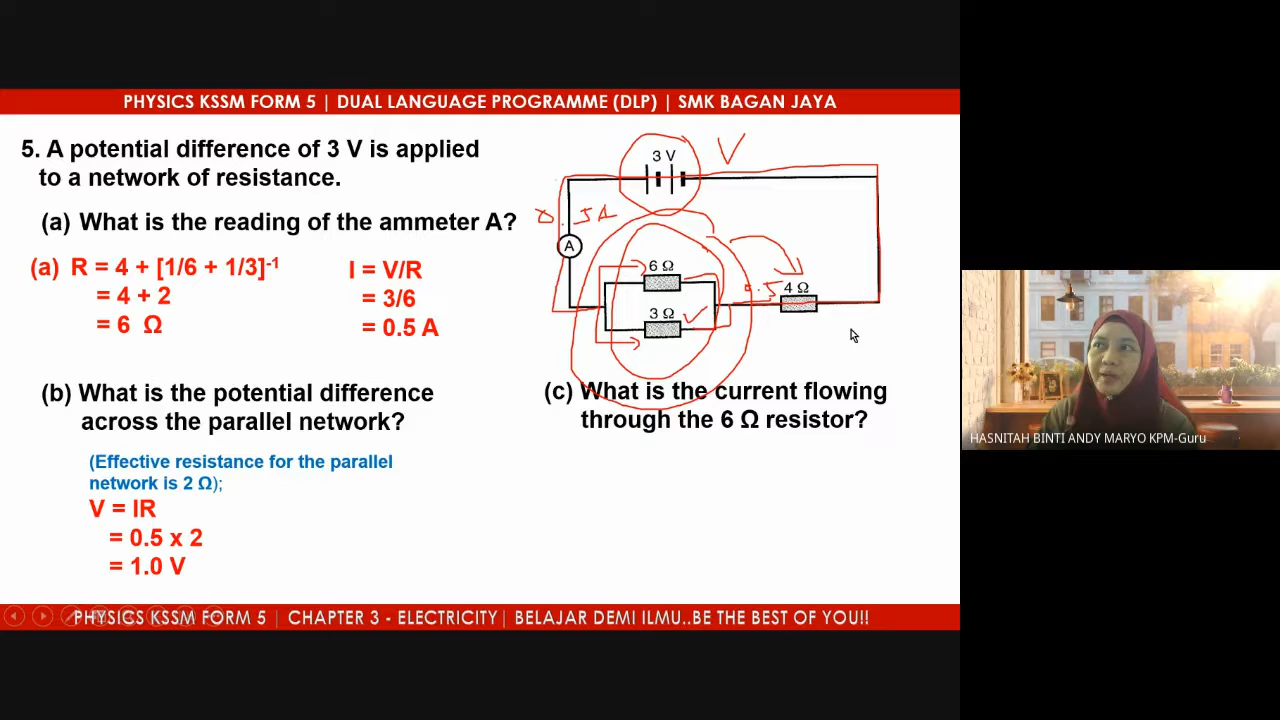 PHYSICS KSSM FORM 5 | DUAL LANGUAGE PROGRAMME (DLP) | SMK BAGAN JAYA
5. A potential difference of 3 V is applied
to a network of resistance.
(a) What is the reading of the ammeter A?
(a) R = 4 + [1/6 + 1/3]⁻¹
= 4 + 2
= 6 Ω
I = V/R
= 3/6
= 0.5 A
3 V
V
0.5A
A
6 Ω
3 Ω
0.5
4 Ω
(b) What is the potential difference
across the parallel network?
(Effective resistance for the parallel
network is 2 Ω);
V = IR
= 0.5 x 2
= 1.0 V
(c) What is the current flowing
through the 6 Ω resistor?
HASNITAH BINTI ANDY MARYO KPM-Guru
PHYSICS KSSM FORM 5 | CHAPTER 3 - ELECTRICITY | BELAJAR DEMI ILMU..BE THE BEST OF YOU!!